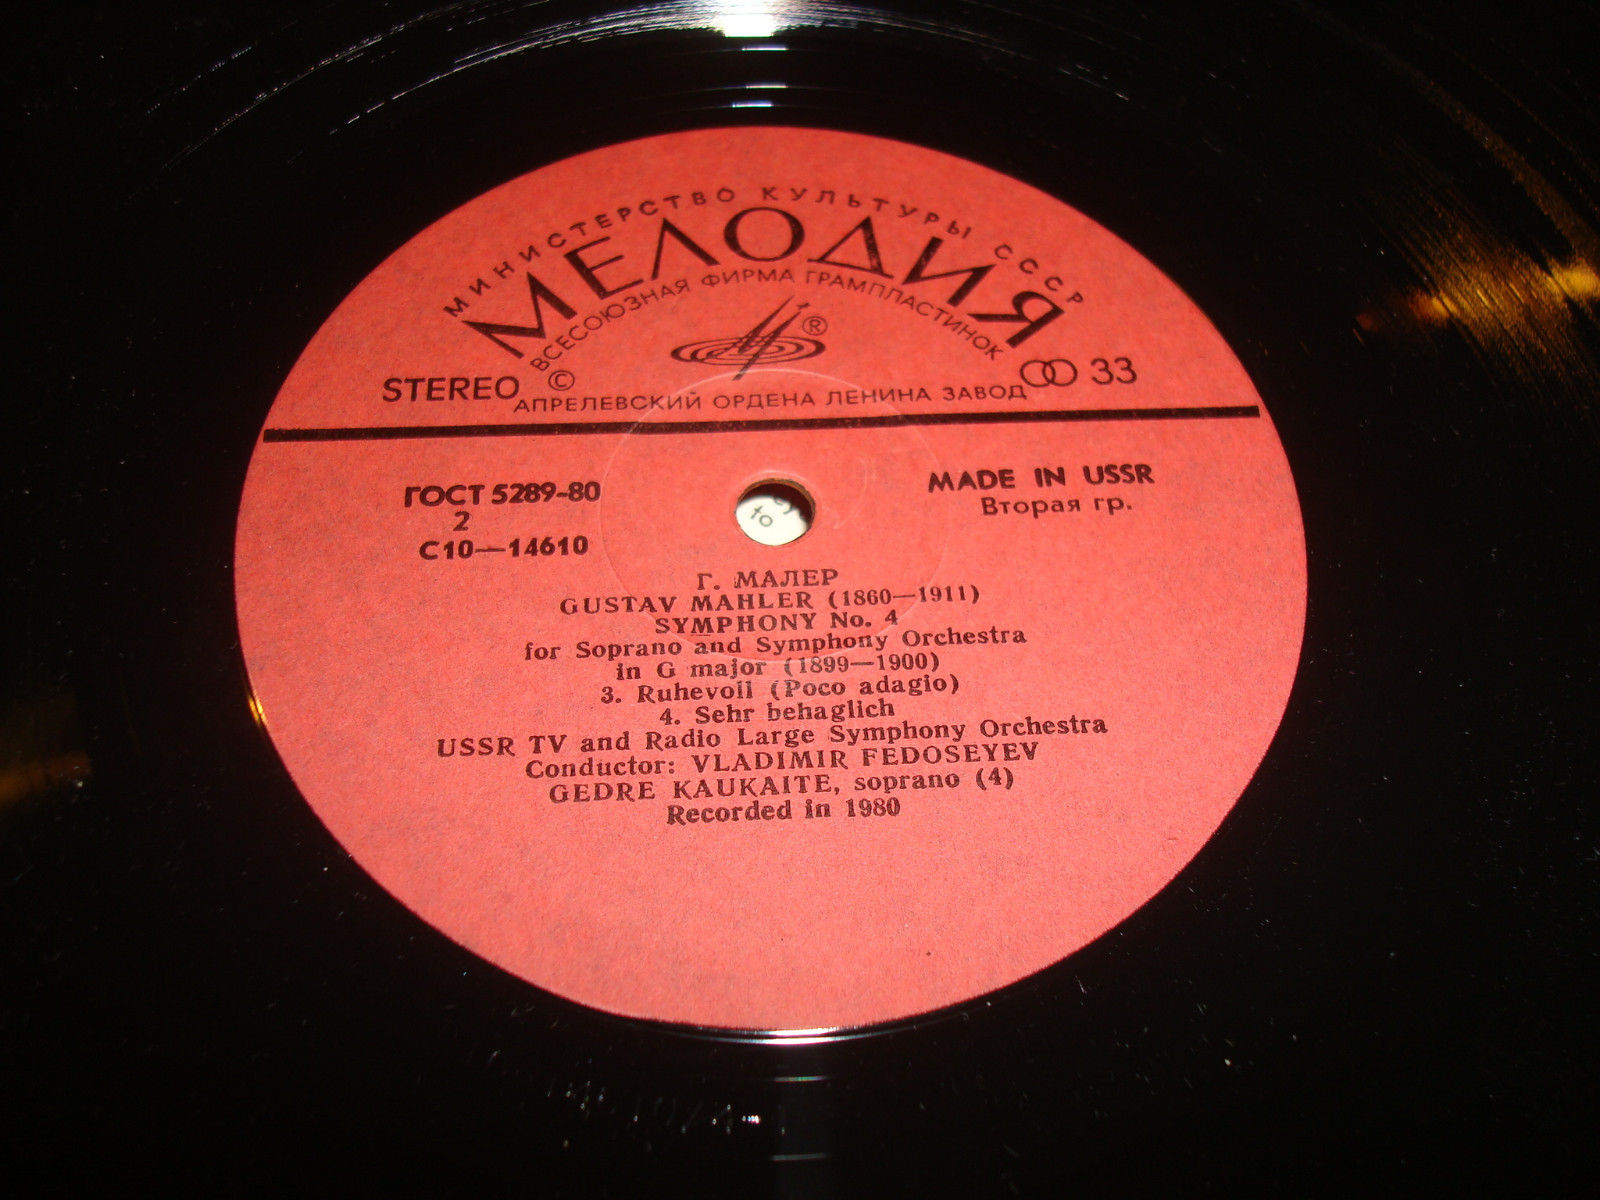 МИНИСТЕРСТВО КУЛЬТУРЫ СССР
МЕЛОДИЯ
ВСЕСОЮЗНАЯ ФИРМА ГРАМПЛАСТИНОК
®
STEREO © 33
АПРЕЛЕВСКИЙ ОРДЕНА ЛЕНИНА ЗАВОД
ГОСТ 5289-80
2
С10—14610
MADE IN USSR
Вторая гр.
to
Г. МАЛЕР
GUSTAV MAHLER (1860—1911)
SYMPHONY No. 4
for Soprano and Symphony Orchestra
in G major (1899—1900)
3. Ruhevoll (Poco adagio)
4. Sehr behaglich
USSR TV and Radio Large Symphony Orchestra
Conductor: VLADIMIR FEDOSEYEV
GEDRE KAUKAITE, soprano (4)
Recorded in 1980